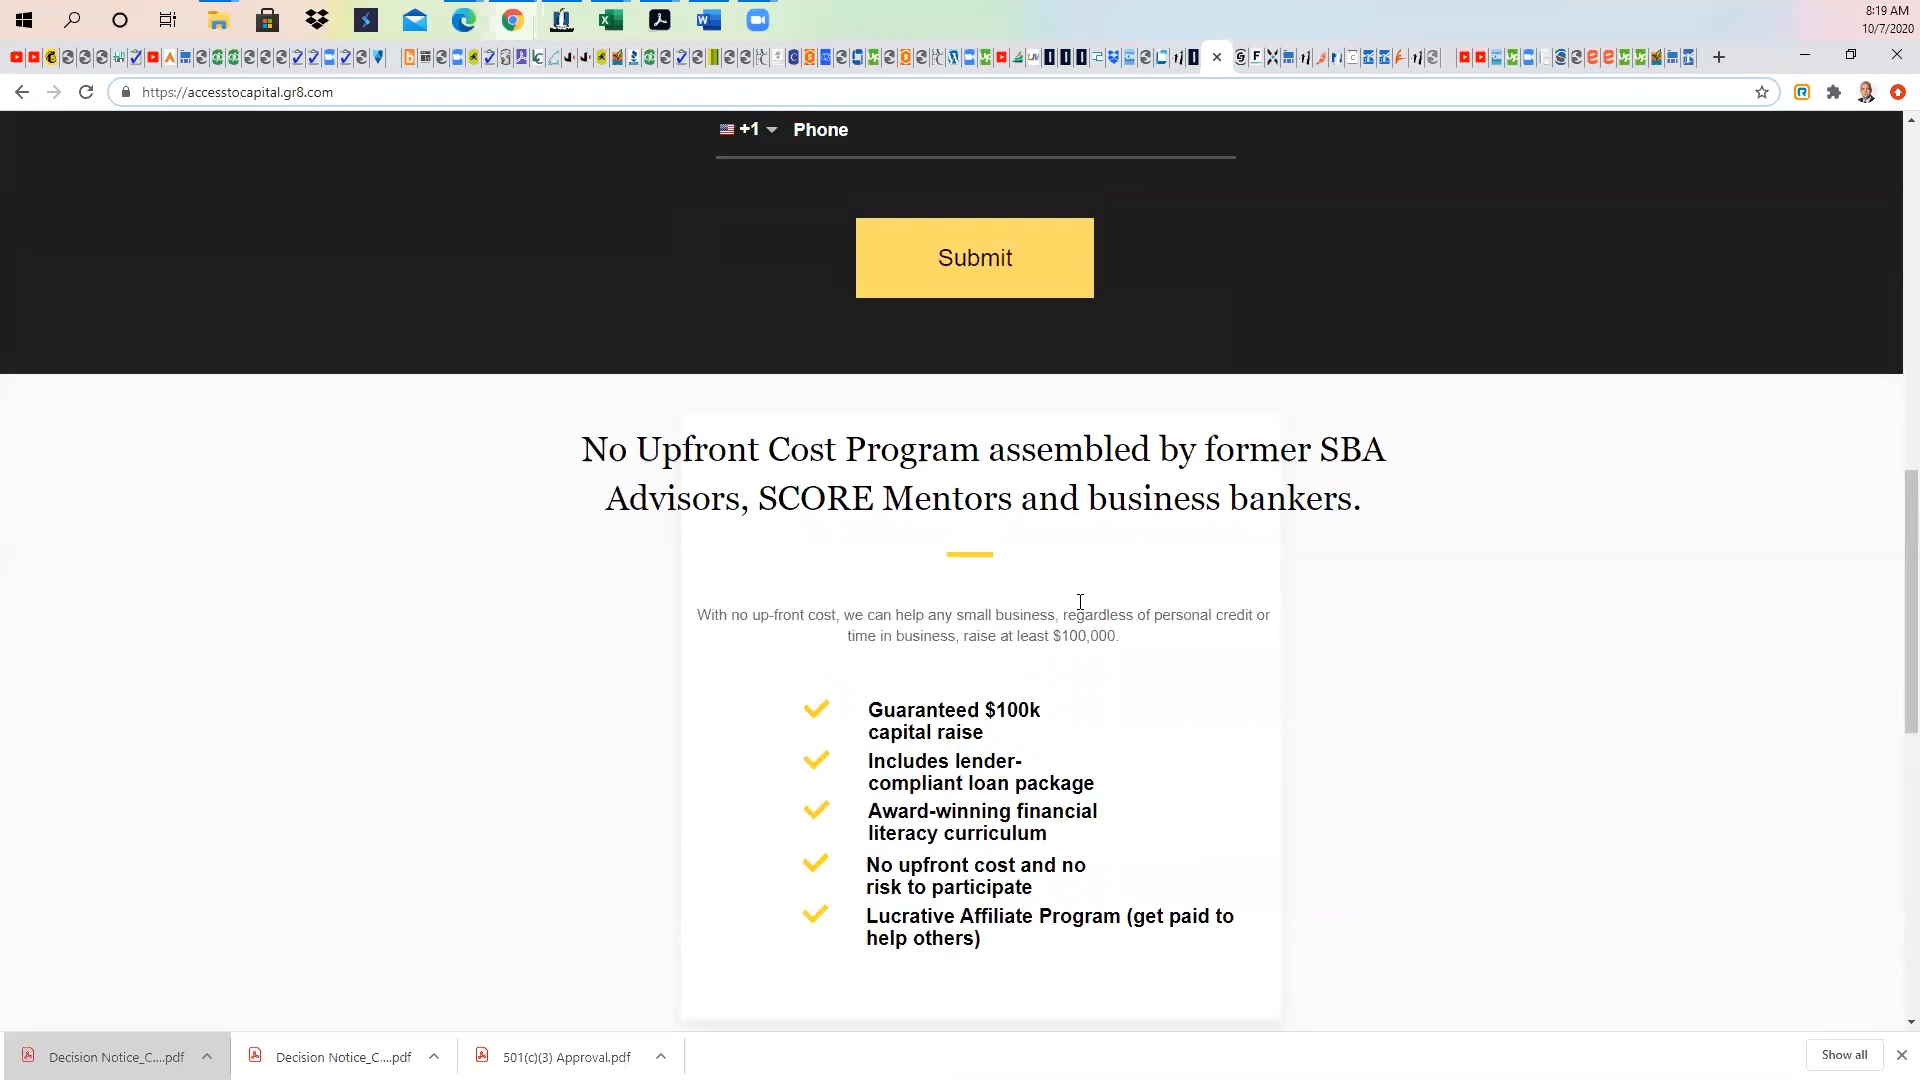 8:19 AM
10/7/2020
https://accesstocapital.gr8.com
+1 Phone
Submit
No Upfront Cost Program assembled by former SBA
Advisors, SCORE Mentors and business bankers.
With no up-front cost, we can help any small business, regardless of personal credit or
time in business, raise at least $100,000.
Guaranteed $100k
capital raise
Includes lender-
compliant loan package
Award-winning financial
literacy curriculum
No upfront cost and no
risk to participate
Lucrative Affiliate Program (get paid to
help others)
Decision Notice_C....pdf
Decision Notice_C....pdf
501(c)(3) Approval.pdf
Show all